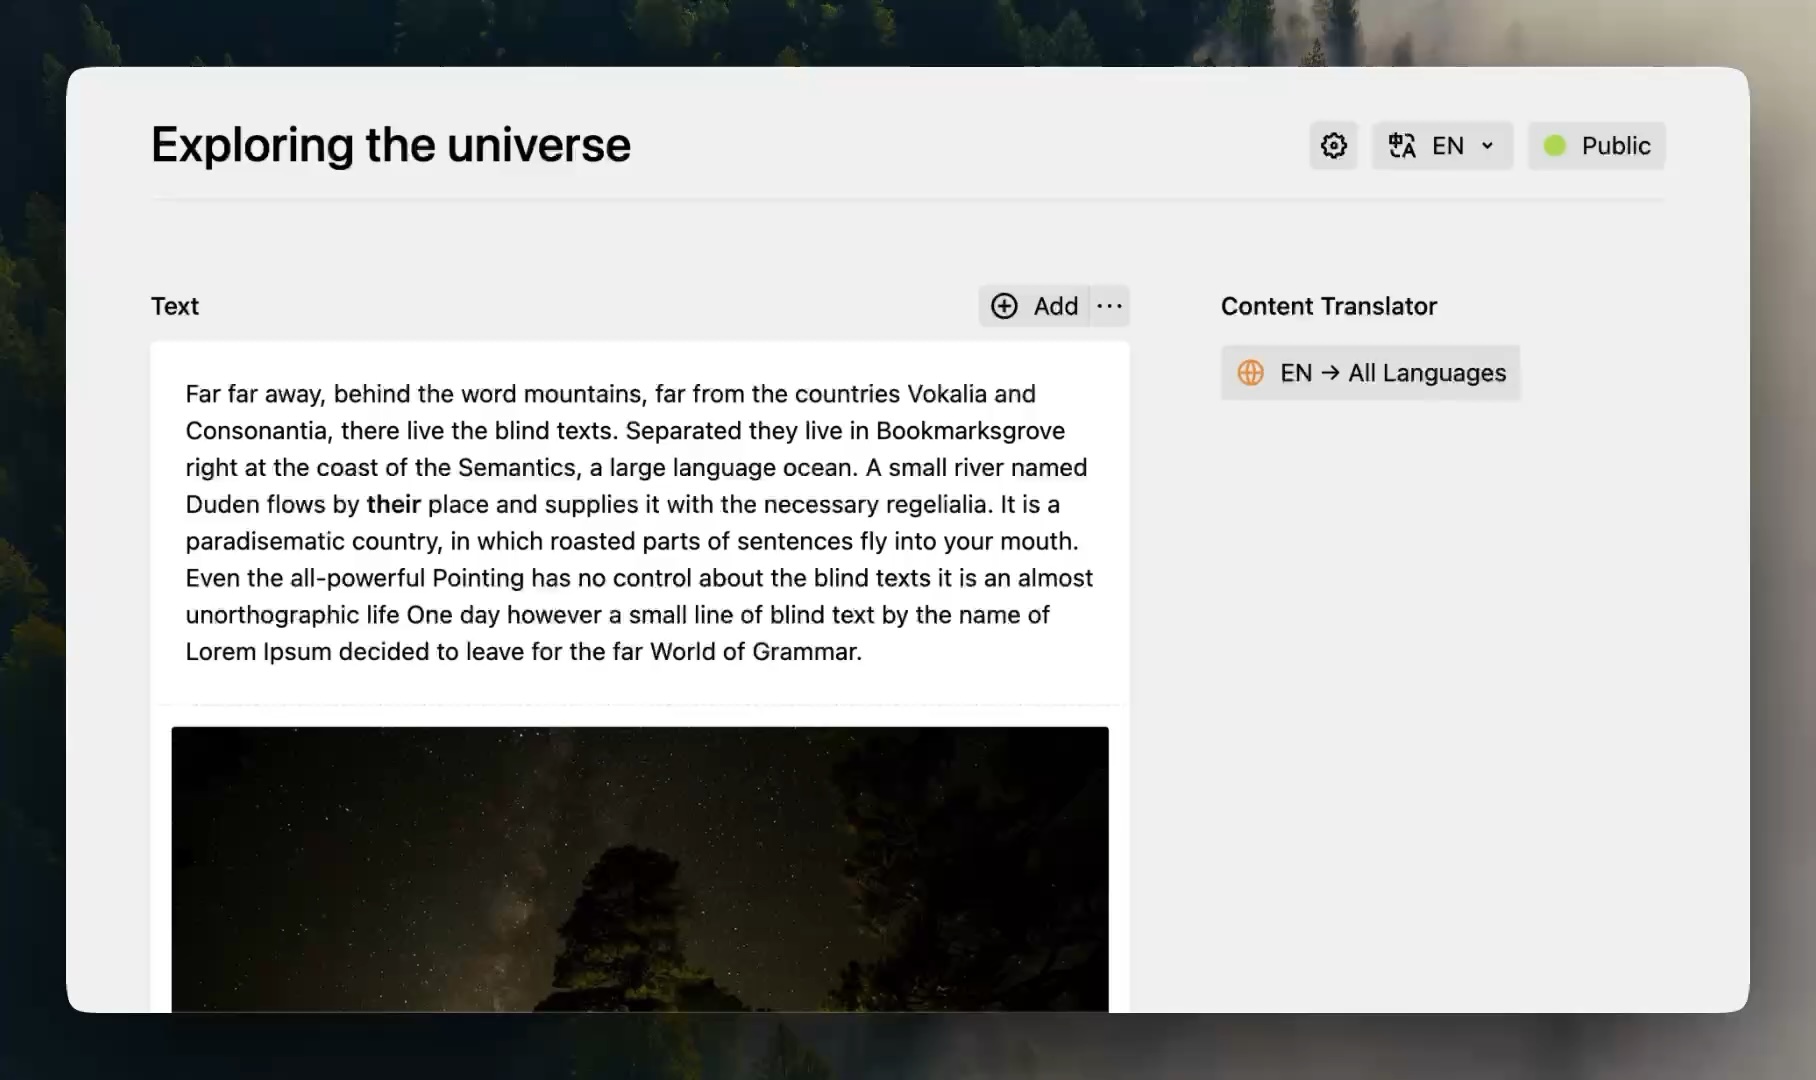 Exploring the universe
EN
Public
Text
Add
Content Translator
EN → All Languages
Far far away, behind the word mountains, far from the countries Vokalia and
Consonantia, there live the blind texts. Separated they live in Bookmarksgrove
right at the coast of the Semantics, a large language ocean. A small river named
Duden flows by their place and supplies it with the necessary regelialia. It is a
paradisematic country, in which roasted parts of sentences fly into your mouth.
Even the all-powerful Pointing has no control about the blind texts it is an almost
unorthographic life One day however a small line of blind text by the name of
Lorem Ipsum decided to leave for the far World of Grammar.